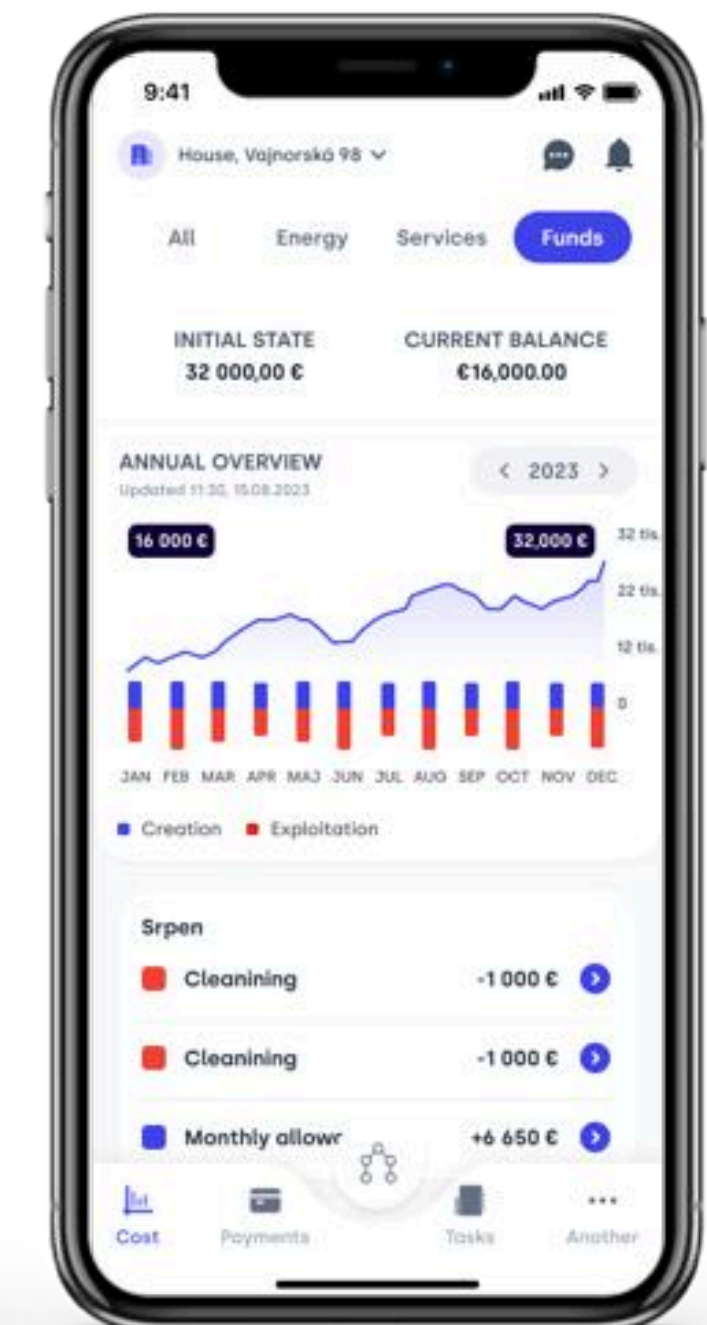 9:41
House, Vajnorská 98
All Energy Services Funds
INITIAL STATE CURRENT BALANCE
32 000,00 € €16,000.00
ANNUAL OVERVIEW
< 2023 >
Updated 11:30, 15.08.2023
16 000 € 32,000 € 32 tis.
22 tis.
12 tis.
0
JAN FEB MAR APR MAJ JUN JUL AUG SEP OCT NOV DEC
Creation Exploitation
Srpen
Cleanining -1 000 €
Cleanining -1 000 €
Monthly allowr +6 650 €
Cost Payments Tasks Another